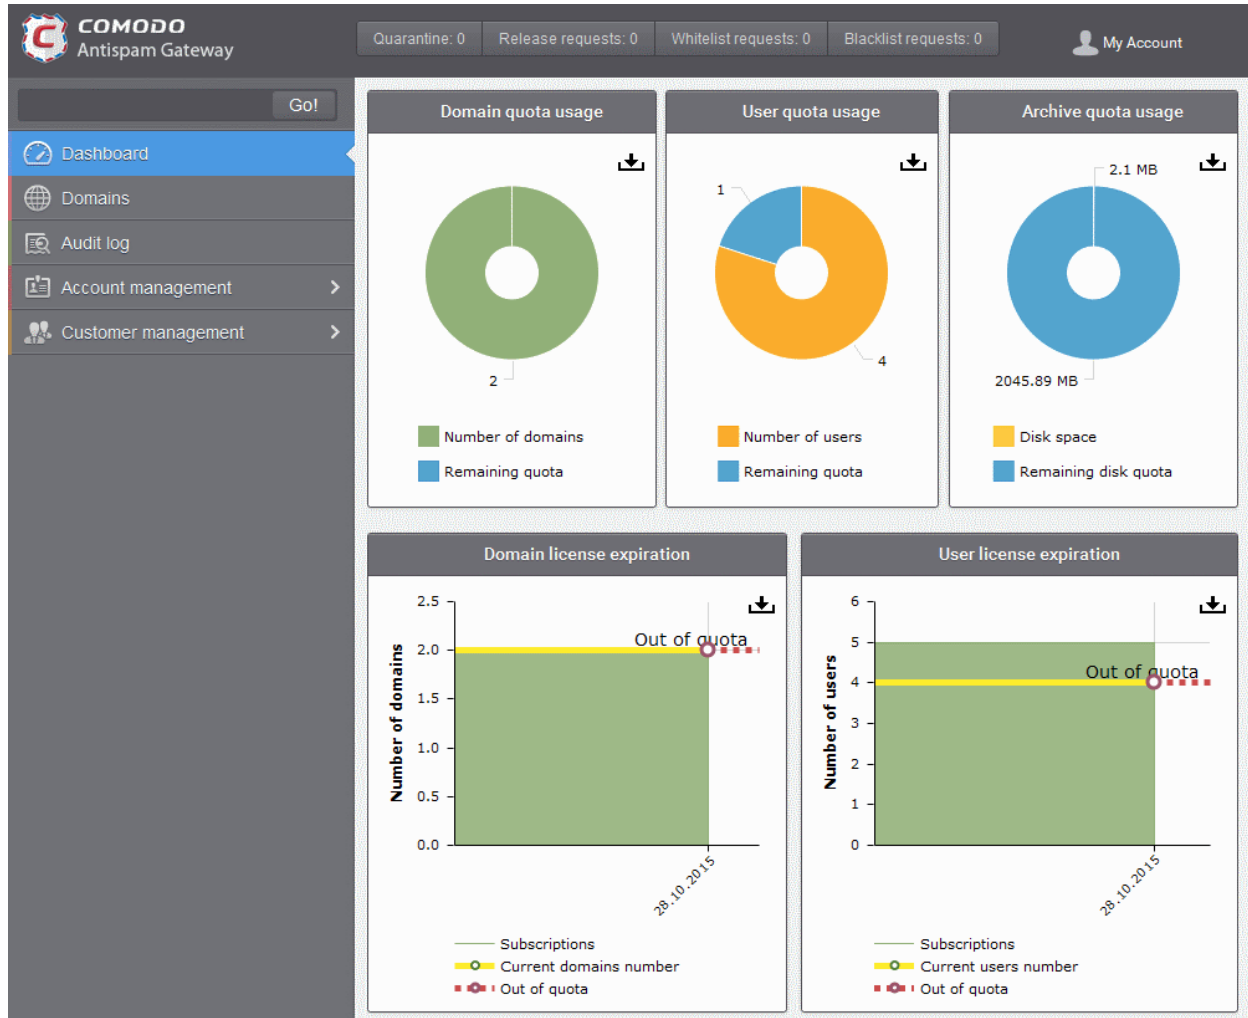 COMODO
Antispam Gateway
Quarantine: 0
Release requests: 0
Whitelist requests: 0
Blacklist requests: 0
My Account
Go!
Dashboard
Domains
Audit log
Account management
Customer management
Domain quota usage
2
Number of domains
Remaining quota
User quota usage
1
4
Number of users
Remaining quota
Archive quota usage
2.1 MB
2045.89 MB
Disk space
Remaining disk quota
Domain license expiration
Number of domains
2.5
2.0
1.5
1.0
0.5
0.0
Out of quota
28.10.2015
Subscriptions
Current domains number
Out of quota
User license expiration
Number of users
6
5
4
3
2
1
0
Out of quota
28.10.2015
Subscriptions
Current users number
Out of quota